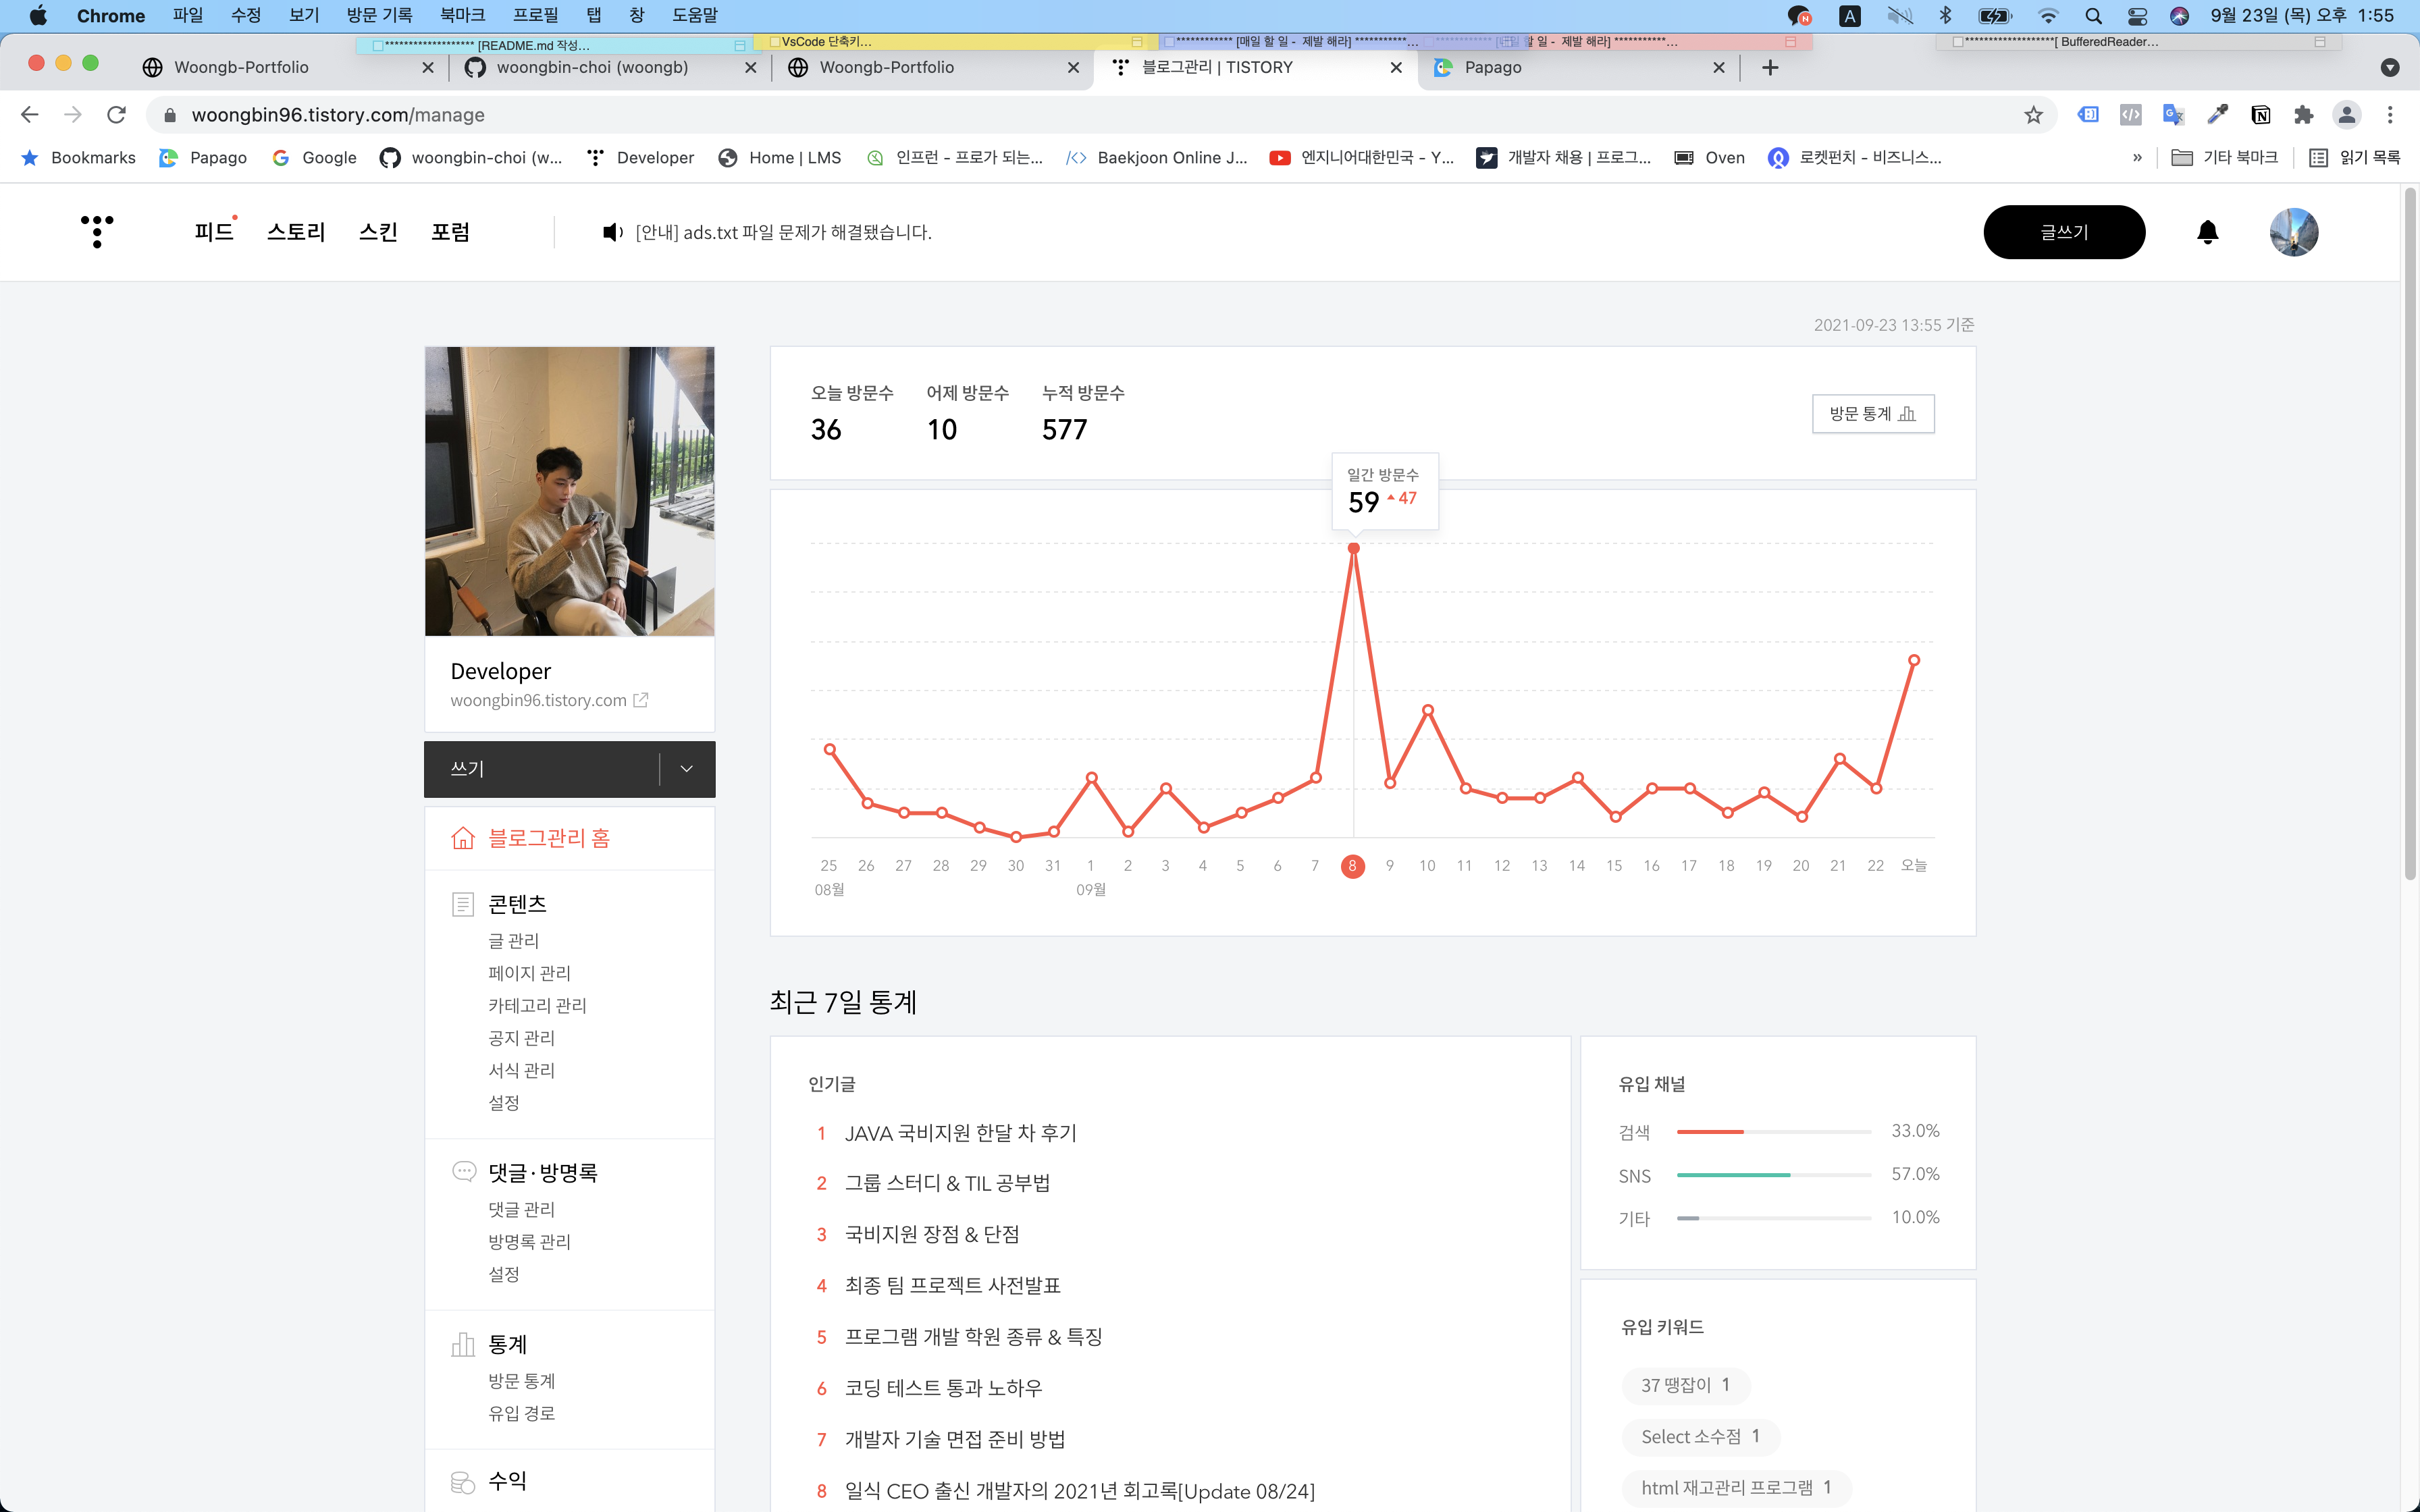 Chrome 파일 수정 보기 방문 기록 북마크 프로필 탭 창 도움말 A 9월 23일 (목) 오후 1:55
******************* [README.md 작성... VsCode 단축키... ************ [매일 할 일 - 제발 해라] ***********... 할 일 - 제발 해라] ***********... *******************[ BufferedReader...
Woongb-Portfolio woongbin-choi (woongb) Woongb-Portfolio 블로그관리 | TISTORY Papago
woongbin96.tistory.com/manage
Bookmarks Papago Google woongbin-choi (w... Developer Home | LMS 인프런 - 프로가 되는... Baekjoon Online J... 엔지니어대한민국 - Y... 개발자 채용 | 프로그... Oven 로켓펀치 - 비즈니스... » 기타 북마크 읽기 목록
피드 스토리 스킨 포럼 [안내] ads.txt 파일 문제가 해결됐습니다. 글쓰기
2021-09-23 13:55 기준
오늘 방문수 어제 방문수 누적 방문수
36 10 577
방문 통계
일간 방문수
59 47
25 26 27 28 29 30 31 1 2 3 4 5 6 7 8 9 10 11 12 13 14 15 16 17 18 19 20 21 22 오늘
08월 09월
Developer
woongbin96.tistory.com
쓰기
블로그관리 홈
콘텐츠
글 관리
페이지 관리
카테고리 관리
공지 관리
서식 관리
설정
댓글·방명록
댓글 관리
방명록 관리
설정
통계
방문 통계
유입 경로
수익
최근 7일 통계
인기글
1 JAVA 국비지원 한달 차 후기
2 그룹 스터디 & TIL 공부법
3 국비지원 장점 & 단점
4 최종 팀 프로젝트 사전발표
5 프로그램 개발 학원 종류 & 특징
6 코딩 테스트 통과 노하우
7 개발자 기술 면접 준비 방법
8 일식 CEO 출신 개발자의 2021년 회고록[Update 08/24]
유입 채널
검색 33.0%
SNS 57.0%
기타 10.0%
유입 키워드
37 땡잡이 1
Select 소수점 1
html 재고관리 프로그램 1